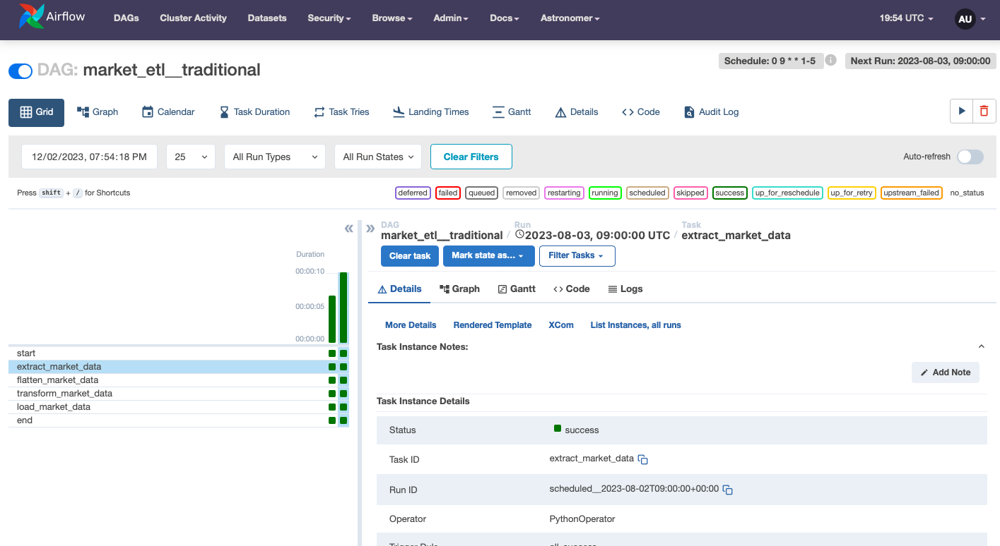 Airflow DAGs Cluster Activity Datasets Security Browse Admin Docs Astronomer 19:54 UTC AU
DAG: market_etl__traditional Schedule: 0 9 * * 1-5 i Next Run: 2023-08-03, 09:00:00
Grid Graph Calendar Task Duration Task Tries Landing Times Gantt Details Code Audit Log
12/02/2023, 07:54:18 PM 25 All Run Types All Run States Clear Filters Auto-refresh
Press shift + / for Shortcuts deferred failed queued removed restarting running scheduled skipped success up_for_reschedule up_for_retry upstream_failed no_status
Duration
00:00:10
00:00:05
00:00:00
start
extract_market_data
flatten_market_data
transform_market_data
load_market_data
end
DAG Run Task
market_etl__traditional / 2023-08-03, 09:00:00 UTC / extract_market_data
Clear task Mark state as... Filter Tasks
Details Graph Gantt Code Logs
More Details Rendered Template XCom List Instances, all runs
Task Instance Notes:
Add Note
Task Instance Details
Status success
Task ID extract_market_data
Run ID scheduled__2023-08-02T09:00:00+00:00
Operator PythonOperator
Trigger Rule all_success